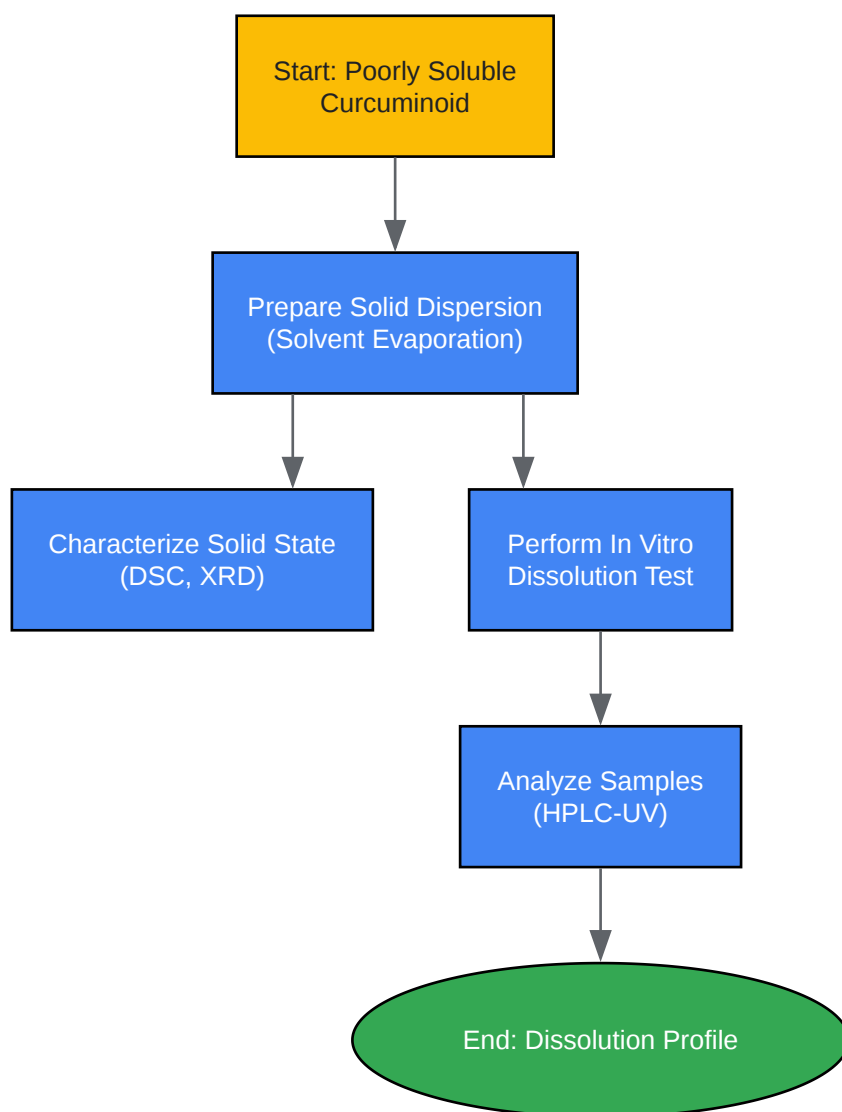 Start: Poorly Soluble
Curcuminoid
Prepare Solid Dispersion
(Solvent Evaporation)
Characterize Solid State
(DSC, XRD)
Perform In Vitro
Dissolution Test
Analyze Samples
(HPLC-UV)
End: Dissolution Profile